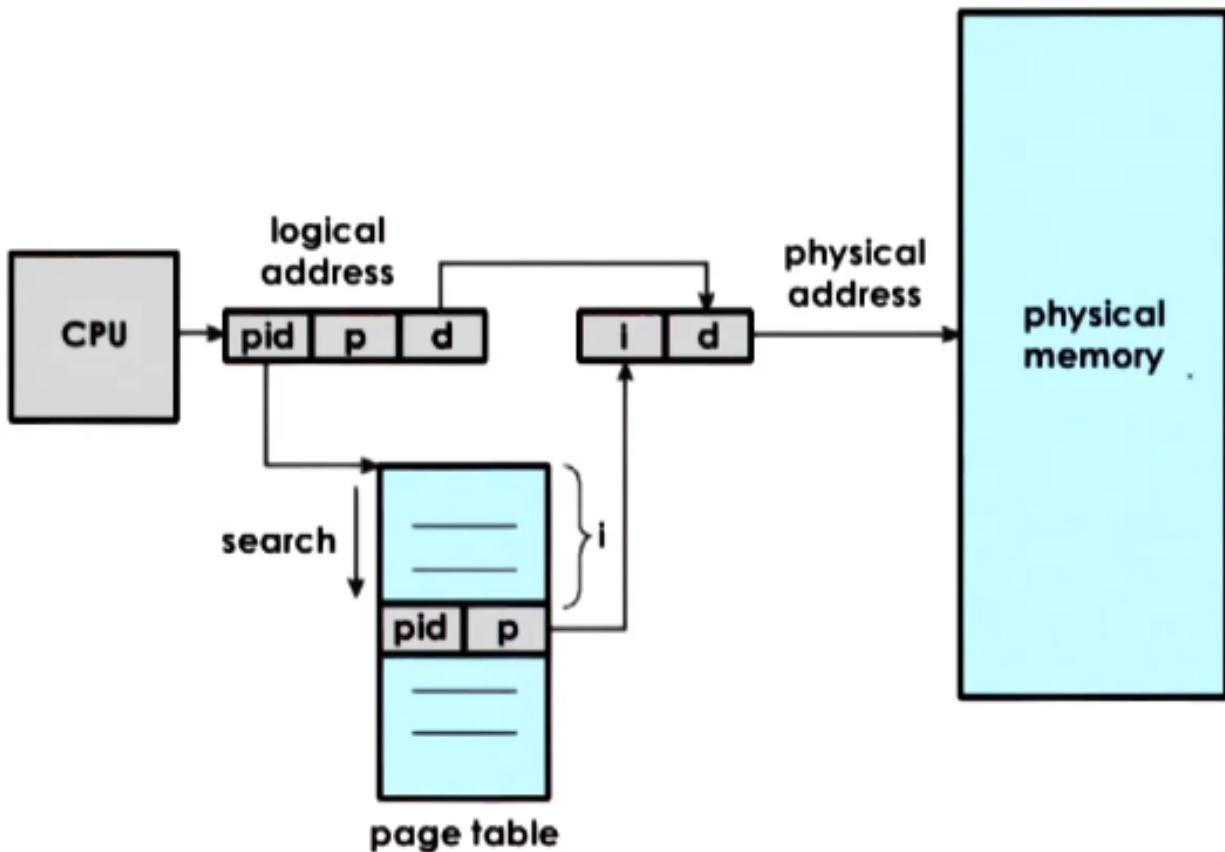 logical
address
physical
address
CPU
pid p d
i d
physical
memory
search
i
pid p
page table